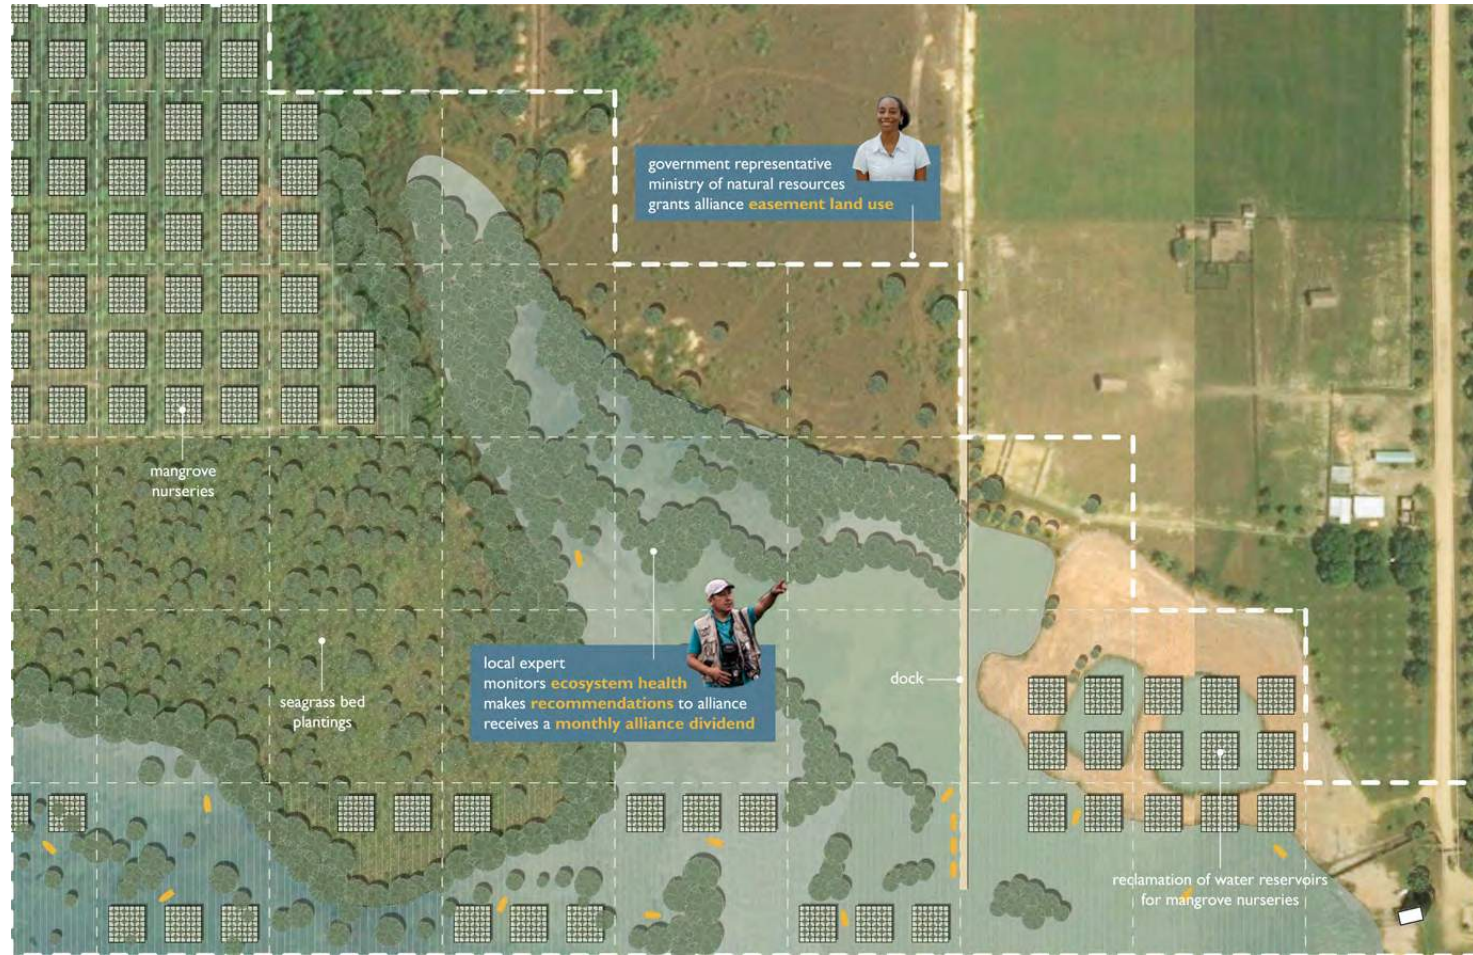 government representative
ministry of natural resources
grants alliance easement land use
mangrove
nurseries
local expert
monitors ecosystem health
makes recommendations to alliance
receives a monthly alliance dividend
dock
seagrass bed
plantings
reclamation of water reservoirs
for mangrove nurseries